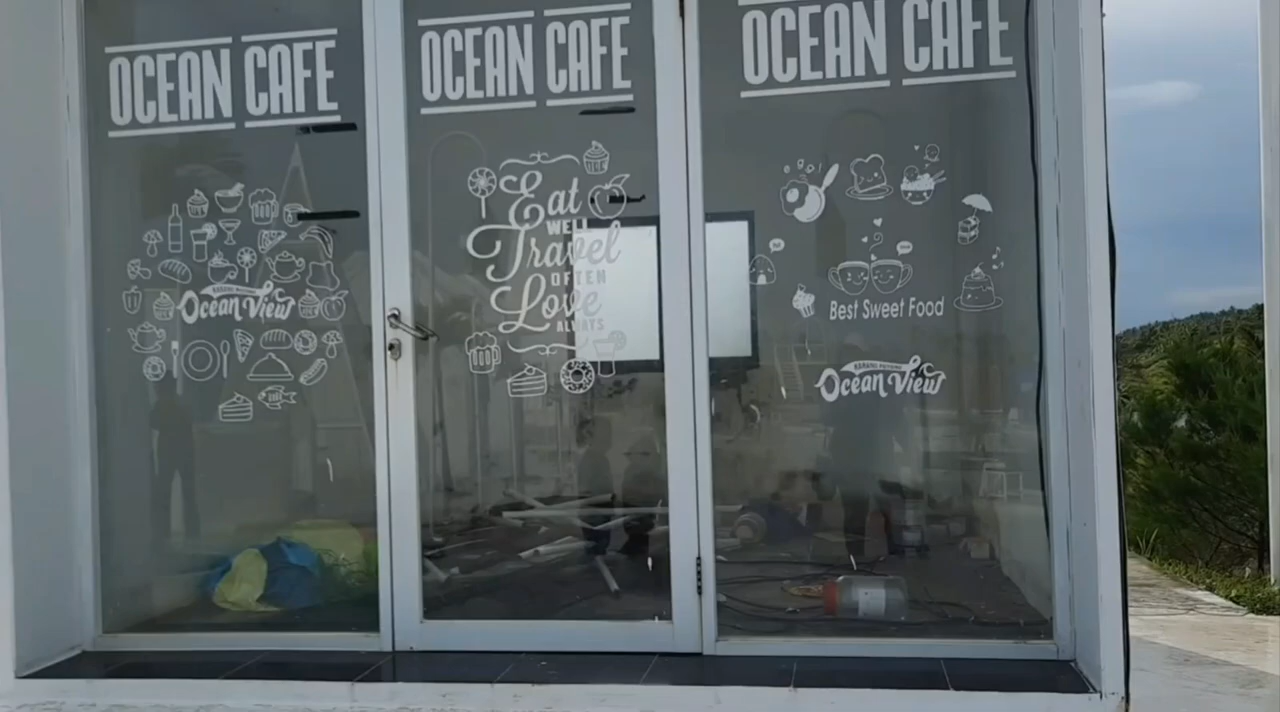 OCEAN CAFE
OCEAN CAFE
OCEAN CAFE
Eat
WELL
Travel
OFTEN
Love
ALWAYS
Ocean View
Best Sweet Food
Ocean View